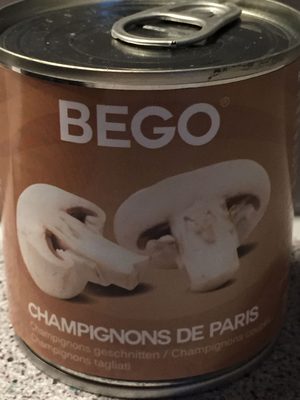 BEGO®
CHAMPIGNONS DE PARIS
Champignons geschnitten / Champignons coupés
Champignons tagliati